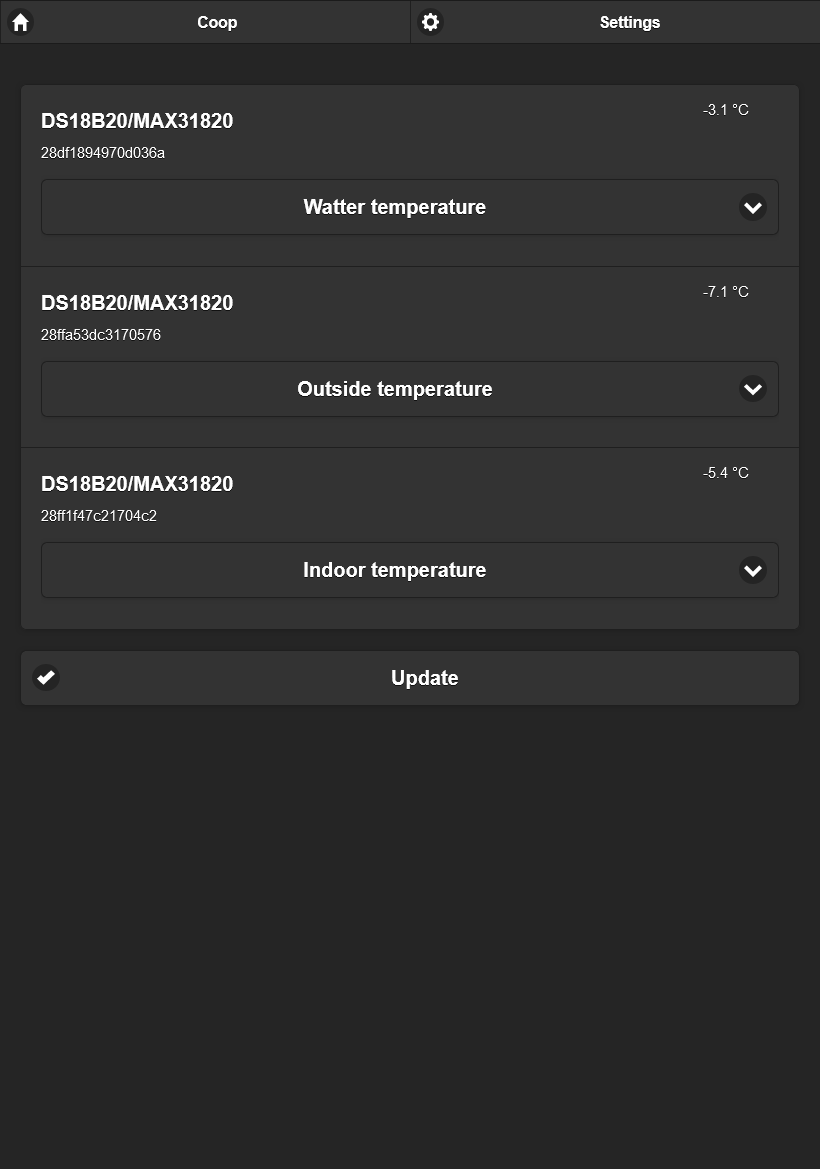 Coop
Settings
DS18B20/MAX31820
-3.1 °C
28df1894970d036a
Watter temperature
DS18B20/MAX31820
-7.1 °C
28ffa53dc3170576
Outside temperature
DS18B20/MAX31820
-5.4 °C
28ff1f47c21704c2
Indoor temperature
Update